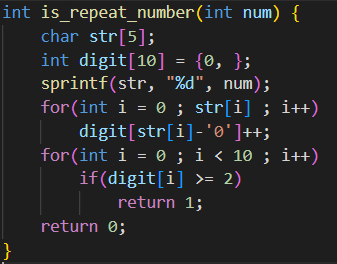 int is_repeat_number(int num) {
    char str[5];
    int digit[10] = {0, };
    sprintf(str, "%d", num);
    for(int i = 0 ; str[i] ; i++)
        digit[str[i]-'0']++;
    for(int i = 0 ; i < 10 ; i++)
        if(digit[i] >= 2)
            return 1;
    return 0;
}